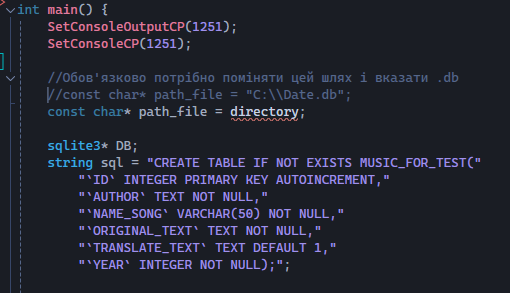 int main() {
SetConsoleOutputCP(1251);
SetConsoleCP(1251);
//Обов'язково потрібно поміняти цей шлях і вказати .db
//const char* path_file = "C:\\Date.db";
const char* path_file = directory;
sqlite3* DB;
string sql = "CREATE TABLE IF NOT EXISTS MUSIC_FOR_TEST("
"`ID` INTEGER PRIMARY KEY AUTOINCREMENT,"
"`AUTHOR` TEXT NOT NULL,"
"`NAME_SONG` VARCHAR(50) NOT NULL,"
"`ORIGINAL_TEXT` TEXT NOT NULL,"
"`TRANSLATE_TEXT` TEXT DEFAULT 1,"
"`YEAR` INTEGER NOT NULL);";